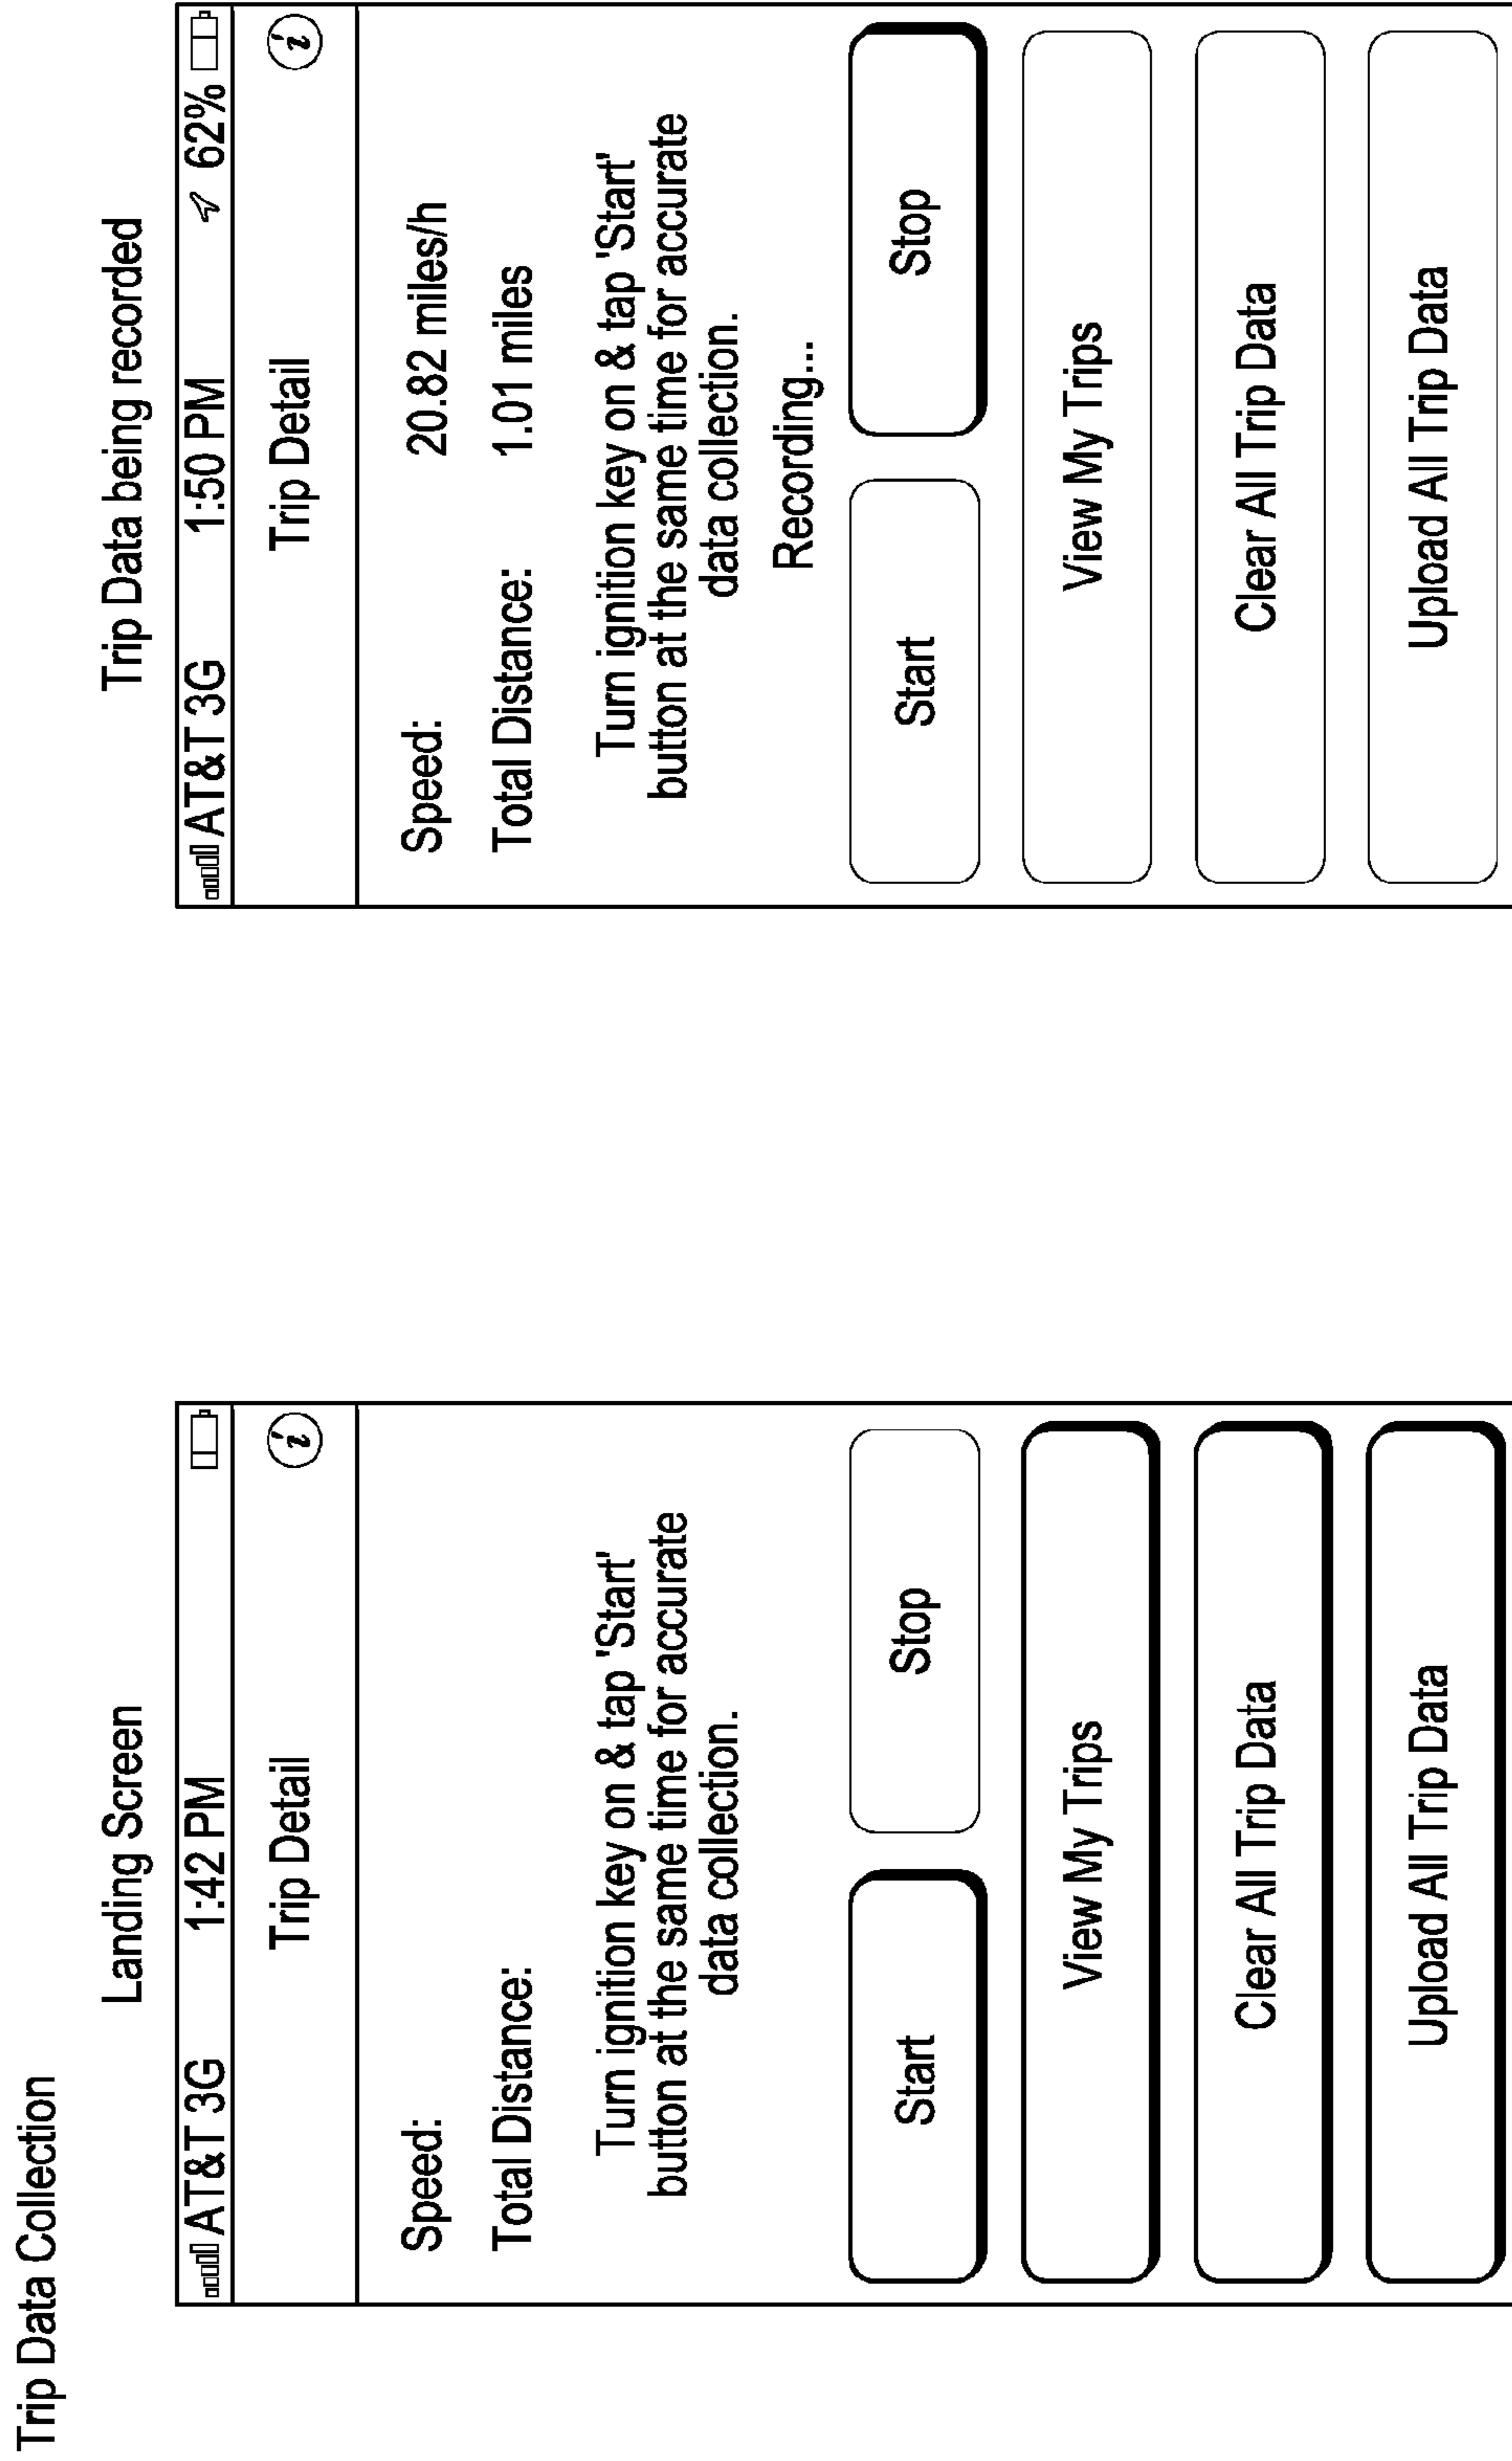 Trip Data Collection
Landing Screen
AT&T 3G 1:42 PM
Trip Detail i
Speed:
Total Distance:
Turn ignition key on & tap 'Start'
button at the same time for accurate
data collection.
Start Stop
View My Trips
Clear All Trip Data
Upload All Trip Data
Trip Data being recorded
AT&T 3G 1:50 PM 62%
Trip Detail i
Speed: 20.82 miles/h
Total Distance: 1.01 miles
Turn ignition key on & tap 'Start'
button at the same time for accurate
data collection.
Recording...
Start Stop
View My Trips
Clear All Trip Data
Upload All Trip Data